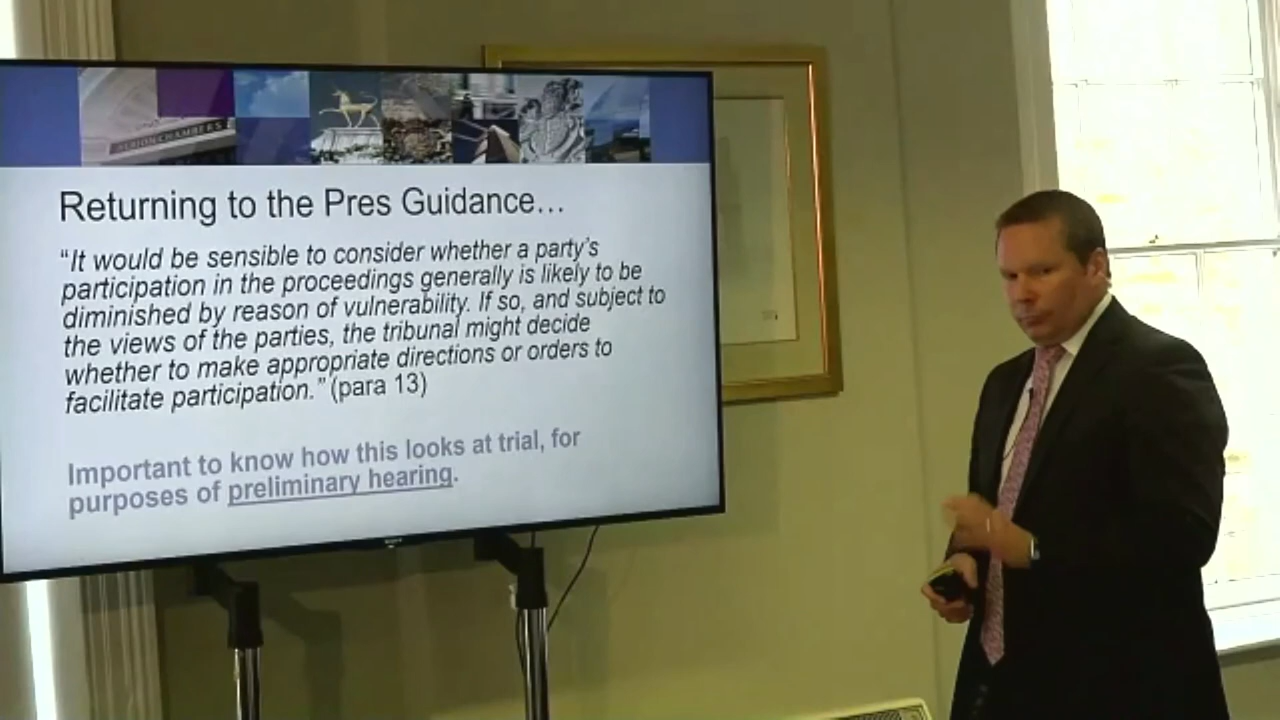 ALBION CHAMBERS
Returning to the Pres Guidance…
“It would be sensible to consider whether a party’s
participation in the proceedings generally is likely to be
diminished by reason of vulnerability. If so, and subject to
the views of the parties, the tribunal might decide
whether to make appropriate directions or orders to
facilitate participation.” (para 13)
Important to know how this looks at trial, for
purposes of preliminary hearing.
SONY